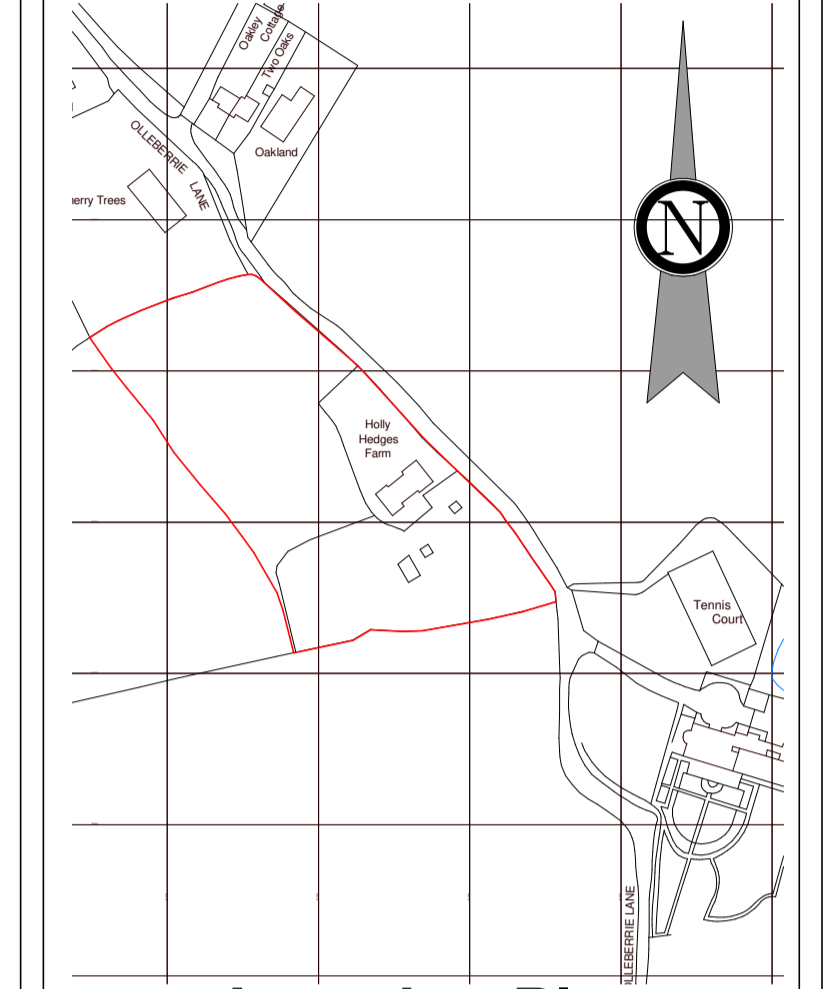 Oakley
Cottage
Two Oaks
Oakland
OLLEBERRIE
LANE
erry Trees
N
Holly
Hedges
Farm
Tennis
Court
OLLEBERRIE LANE